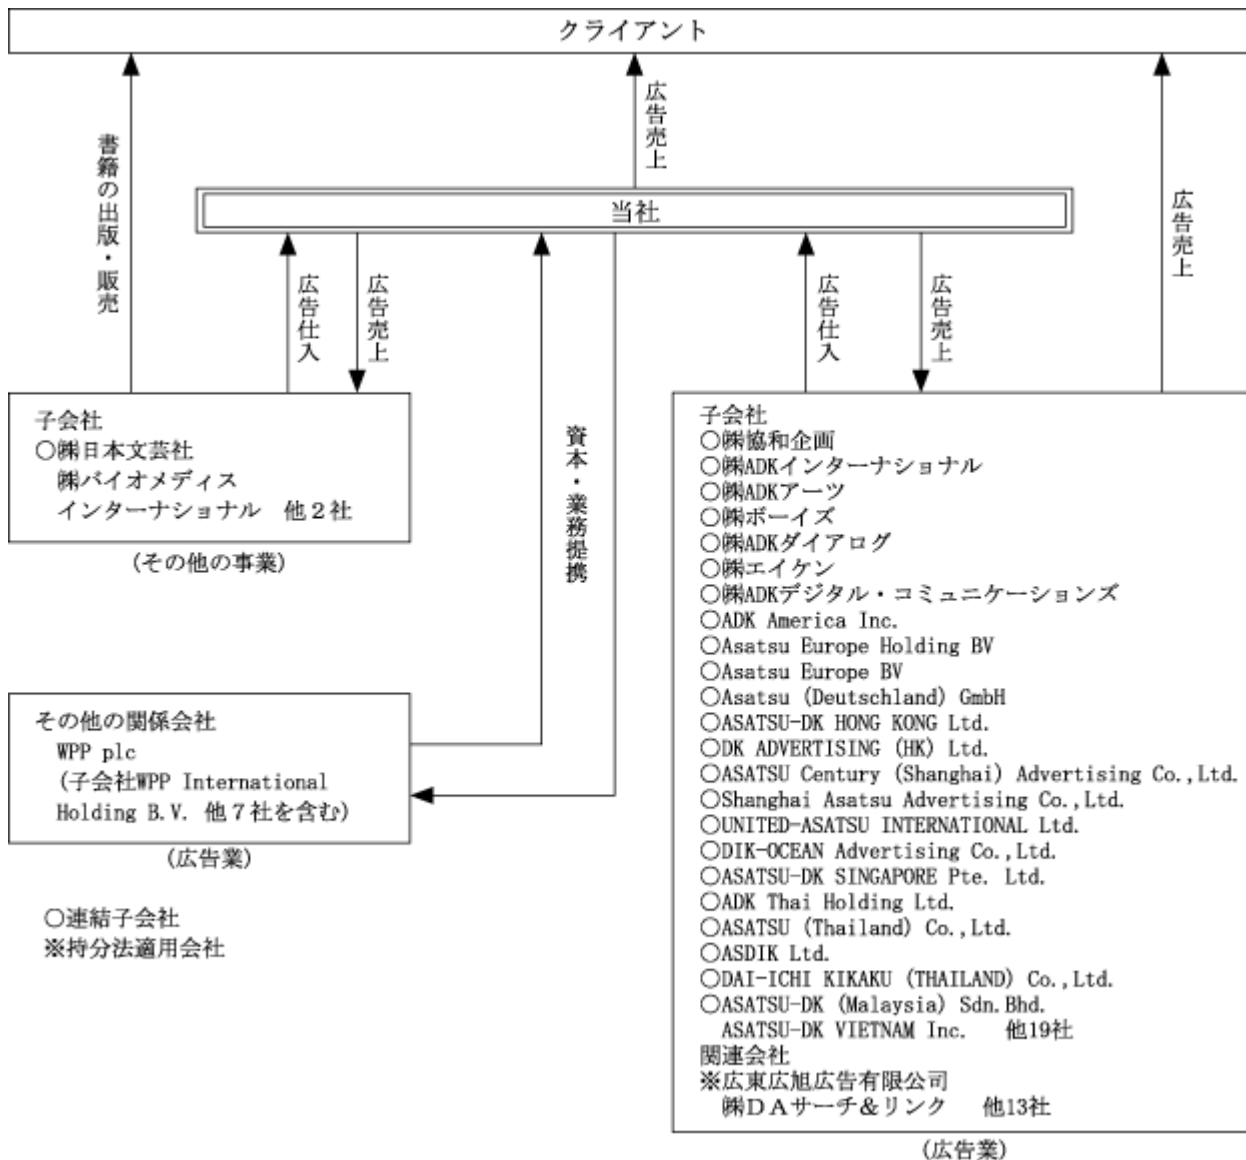 クライアント
広告売上
書籍の出版・販売
広告売上
当社
広告仕入
広告売上
広告仕入
広告売上
資本・業務提携
子会社
○㈱日本文芸社
㈱バイオメディス
インターナショナル 他2社
(その他の事業)
その他の関係会社
WPP plc
(子会社WPP International
Holding B.V. 他7社を含む)
(広告業)
○連結子会社
※持分法適用会社
子会社
○㈱協和企画
○㈱ADKインターナショナル
○㈱ADKアーツ
○㈱ボーイズ
○㈱ADKダイアログ
○㈱エイケン
○㈱ADKデジタル・コミュニケーションズ
○ADK America Inc.
○Asatsu Europe Holding BV
○Asatsu Europe BV
○Asatsu (Deutschland) GmbH
○ASATSU-DK HONG KONG Ltd.
○DK ADVERTISING (HK) Ltd.
○ASATSU Century (Shanghai) Advertising Co.,Ltd.
○Shanghai Asatsu Advertising Co.,Ltd.
○UNITED-ASATSU INTERNATIONAL Ltd.
○DIK-OCEAN Advertising Co.,Ltd.
○ASATSU-DK SINGAPORE Pte. Ltd.
○ADK Thai Holding Ltd.
○ASATSU (Thailand) Co.,Ltd.
○ASDIK Ltd.
○DAI-ICHI KIKAKU (THAILAND) Co.,Ltd.
○ASATSU-DK (Malaysia) Sdn.Bhd.
ASATSU-DK VIETNAM Inc. 他19社
関連会社
※広東広旭広告有限公司
㈱DAサーチ&リンク 他13社
(広告業)